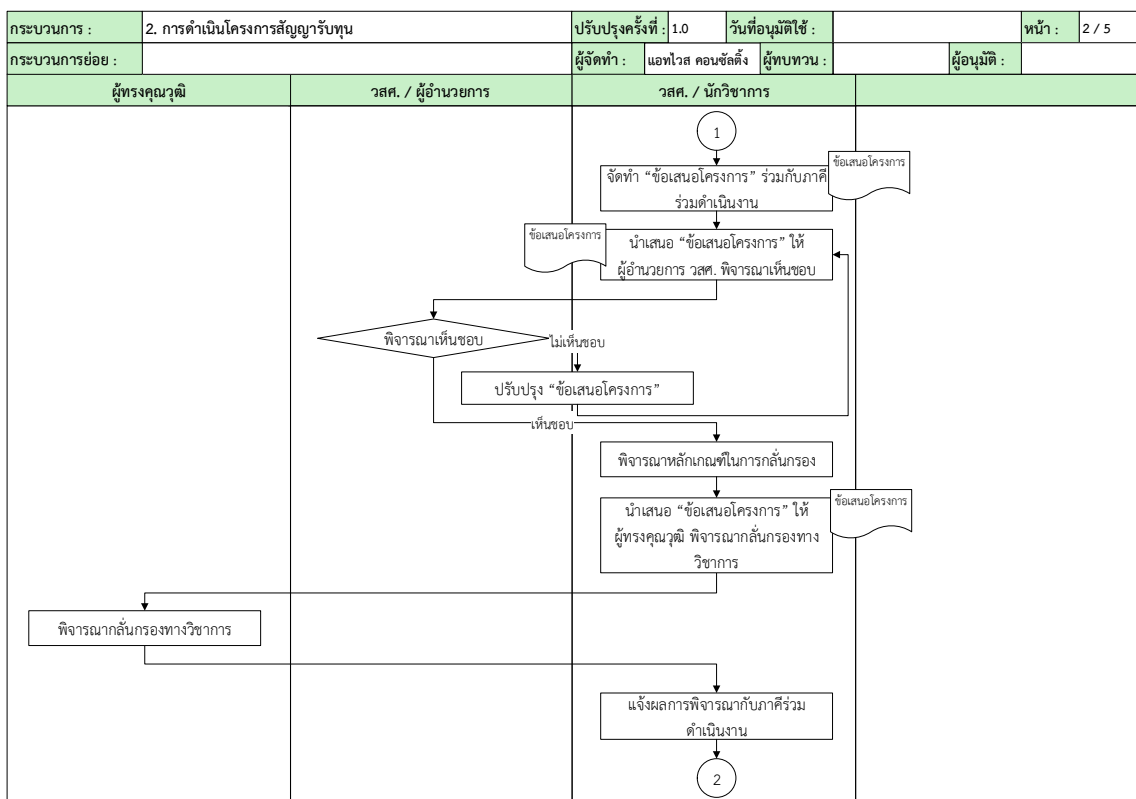 กระบวนการ : 2. การดำเนินโครงการสัญญารับทุน ปรับปรุงครั้งที่ : 1.0 วันที่อนุมัติใช้ : หน้า : 2 / 5
กระบวนการย่อย : ผู้จัดทำ : แอทไวส คอนซัลติ้ง ผู้ทบทวน : ผู้อนุมัติ :
ผู้ทรงคุณวุฒิ วสศ. / ผู้อำนวยการ วสศ. / นักวิชาการ
1
ข้อเสนอโครงการ
จัดทำ “ข้อเสนอโครงการ” ร่วมกับภาคี
ร่วมดำเนินงาน
ข้อเสนอโครงการ
นำเสนอ “ข้อเสนอโครงการ” ให้
ผู้อำนวยการ วสศ. พิจารณาเห็นชอบ
พิจารณาเห็นชอบ
ไม่เห็นชอบ
ปรับปรุง “ข้อเสนอโครงการ”
เห็นชอบ
พิจารณาหลักเกณฑ์ในการกลั่นกรอง
ข้อเสนอโครงการ
นำเสนอ “ข้อเสนอโครงการ” ให้
ผู้ทรงคุณวุฒิ พิจารณากลั่นกรองทาง
วิชาการ
พิจารณากลั่นกรองทางวิชาการ
แจ้งผลการพิจารณากับภาคีร่วม
ดำเนินงาน
2